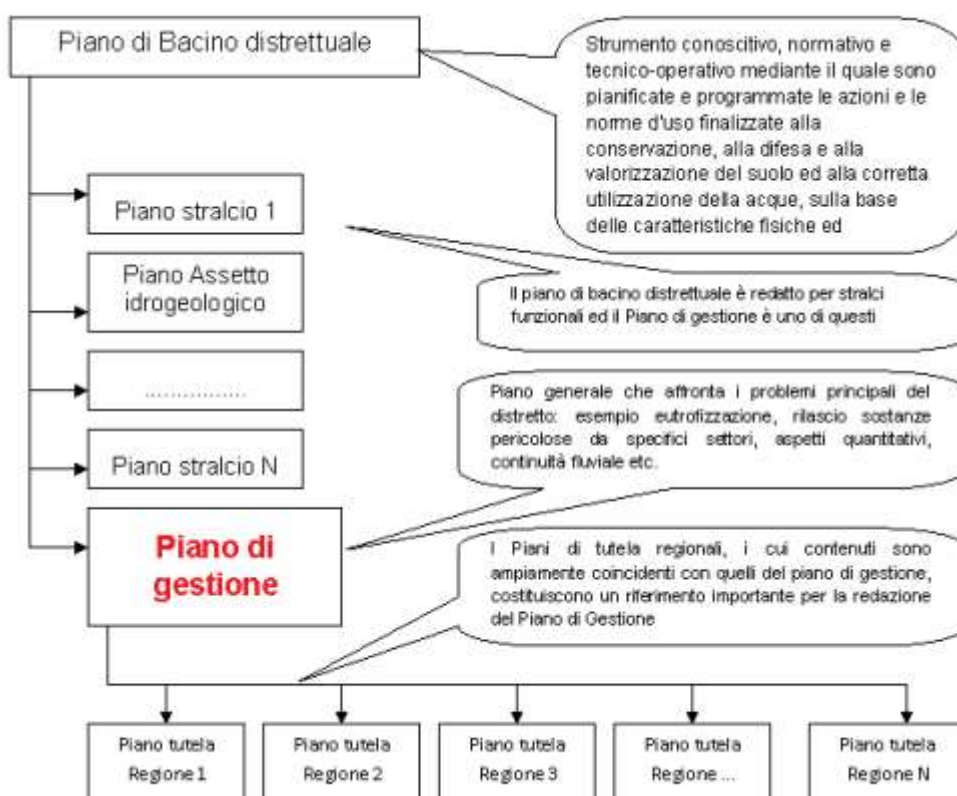 Piano di Bacino distrettuale
Strumento conoscitivo, normativo e
tecnico-operativo mediante il quale sono
pianificate e programmate le azioni e le
norme d'uso finalizzate alla
conservazione, alla difesa e alla
valorizzazione del suolo ed alla corretta
utilizzazione della acque, sulla base
delle caratteristiche fisiche ed
Piano stralcio 1
Piano Assetto
idrogeologico
Il piano di bacino distrettuale è redatto per stralci
funzionali ed il Piano di gestione è uno di questi
................
Piano generale che affronta i problemi principali del
distretto: esempio eutrofizzazione, rilascio sostanze
pericolose da specifici settori, aspetti quantitativi,
continuità fluviale etc.
Piano stralcio N
Piano di
gestione
I Piani di tutela regionali, i cui contenuti sono
ampiamente coincidenti con quelli del piano di gestione,
costituiscono un riferimento importante per la redazione
del Piano di Gestione
Piano tutela
Regione 1
Piano tutela
Regione 2
Piano tutela
Regione 3
Piano tutela
Regione ...
Piano tutela
Regione N